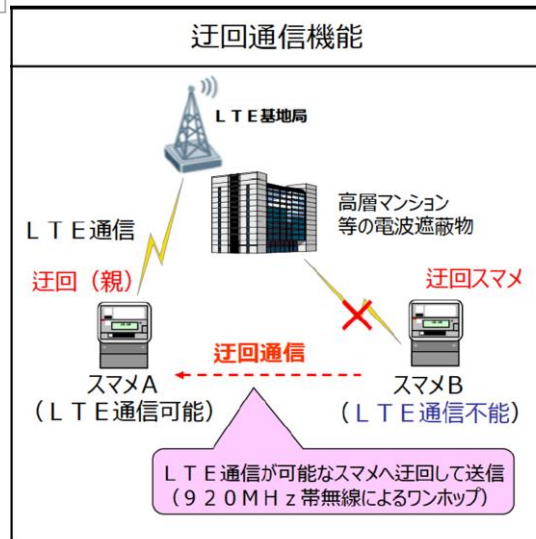 迂回通信機能
ＬＴＥ基地局
高層マンション
等の電波遮蔽物
ＬＴＥ通信
迂回（親）
迂回スマメ
迂回通信
スマメA
（ＬＴＥ通信可能）
スマメB
（ＬＴＥ通信不能）
ＬＴＥ通信が可能なスマメへ迂回して送信
（９２０ＭＨｚ帯無線によるワンホップ）